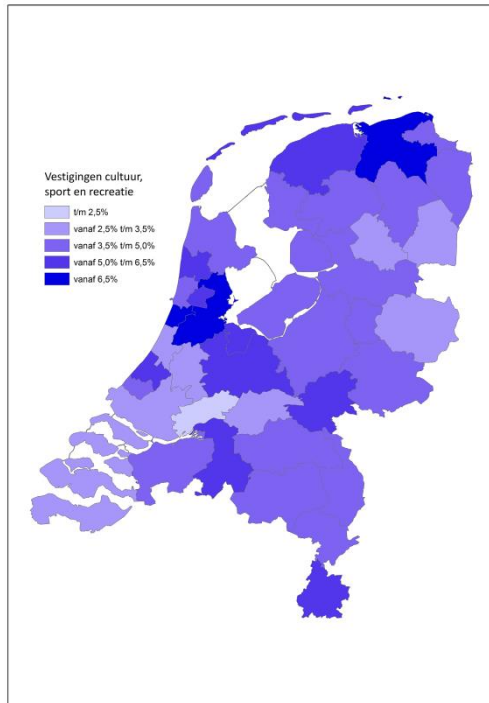 Vestigingen cultuur,
sport en recreatie
t/m 2,5%
vanaf 2,5% t/m 3,5%
vanaf 3,5% t/m 5,0%
vanaf 5,0% t/m 6,5%
vanaf 6,5%